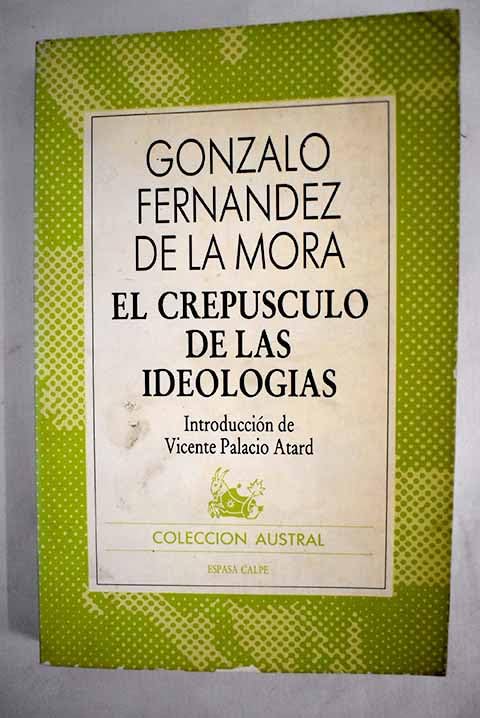 GONZALO
FERNANDEZ
DE LA MORA
EL CREPUSCULO
DE LAS
IDEOLOGIAS
Introducción de
Vicente Palacio Atard
COLECCION AUSTRAL
ESPASA CALPE